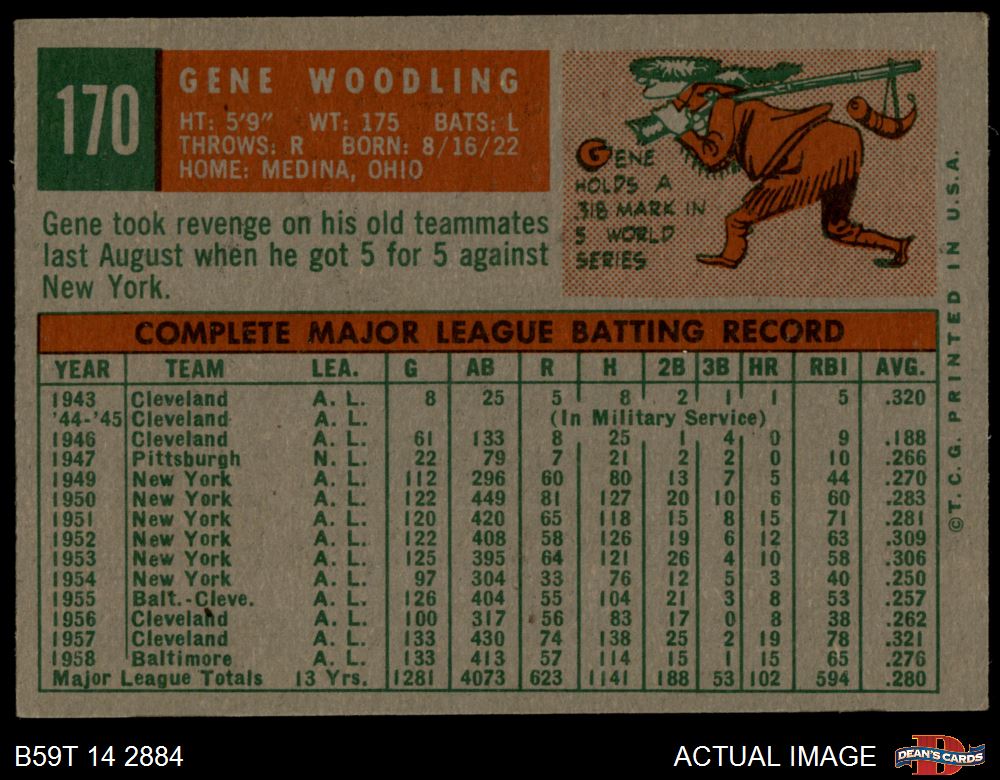 170
GENE WOODLING
HT: 5'9" WT: 175 BATS: L
THROWS: R BORN: 8/16/22
HOME: MEDINA, OHIO
Gene took revenge on his old teammates
last August when he got 5 for 5 against
New York.
GENE
HOLDS A
.318 MARK IN
5 WORLD
SERIES
COMPLETE MAJOR LEAGUE BATTING RECORD
YEAR TEAM LEA. G AB R H 2B 3B HR RBI AVG.
1943 Cleveland A. L. 8 25 5 8 2 1 1 5 .320
'44-'45 Cleveland A. L. (In Military Service)
1946 Cleveland A. L. 61 133 8 25 1 4 0 9 .188
1947 Pittsburgh N. L. 22 79 7 21 2 2 0 10 .266
1949 New York A. L. 112 296 60 80 13 7 5 44 .270
1950 New York A. L. 122 449 81 127 20 10 6 60 .283
1951 New York A. L. 120 420 65 118 15 8 15 71 .281
1952 New York A. L. 122 408 58 126 19 6 12 63 .309
1953 New York A. L. 125 395 64 121 26 4 10 58 .306
1954 New York A. L. 97 304 33 76 12 5 3 40 .250
1955 Balt.-Cleve. A. L. 126 404 55 104 21 3 8 53 .257
1956 Cleveland A. L. 100 317 56 83 17 0 8 38 .262
1957 Cleveland A. L. 133 430 74 138 25 2 19 78 .321
1958 Baltimore A. L. 133 413 57 114 15 1 15 65 .276
Major League Totals 13 Yrs. 1281 4073 623 1141 188 53 102 594 .280
©T. C. G. PRINTED IN U.S.A.
B59T 14 2884
ACTUAL IMAGE
D
DEAN'S CARDS